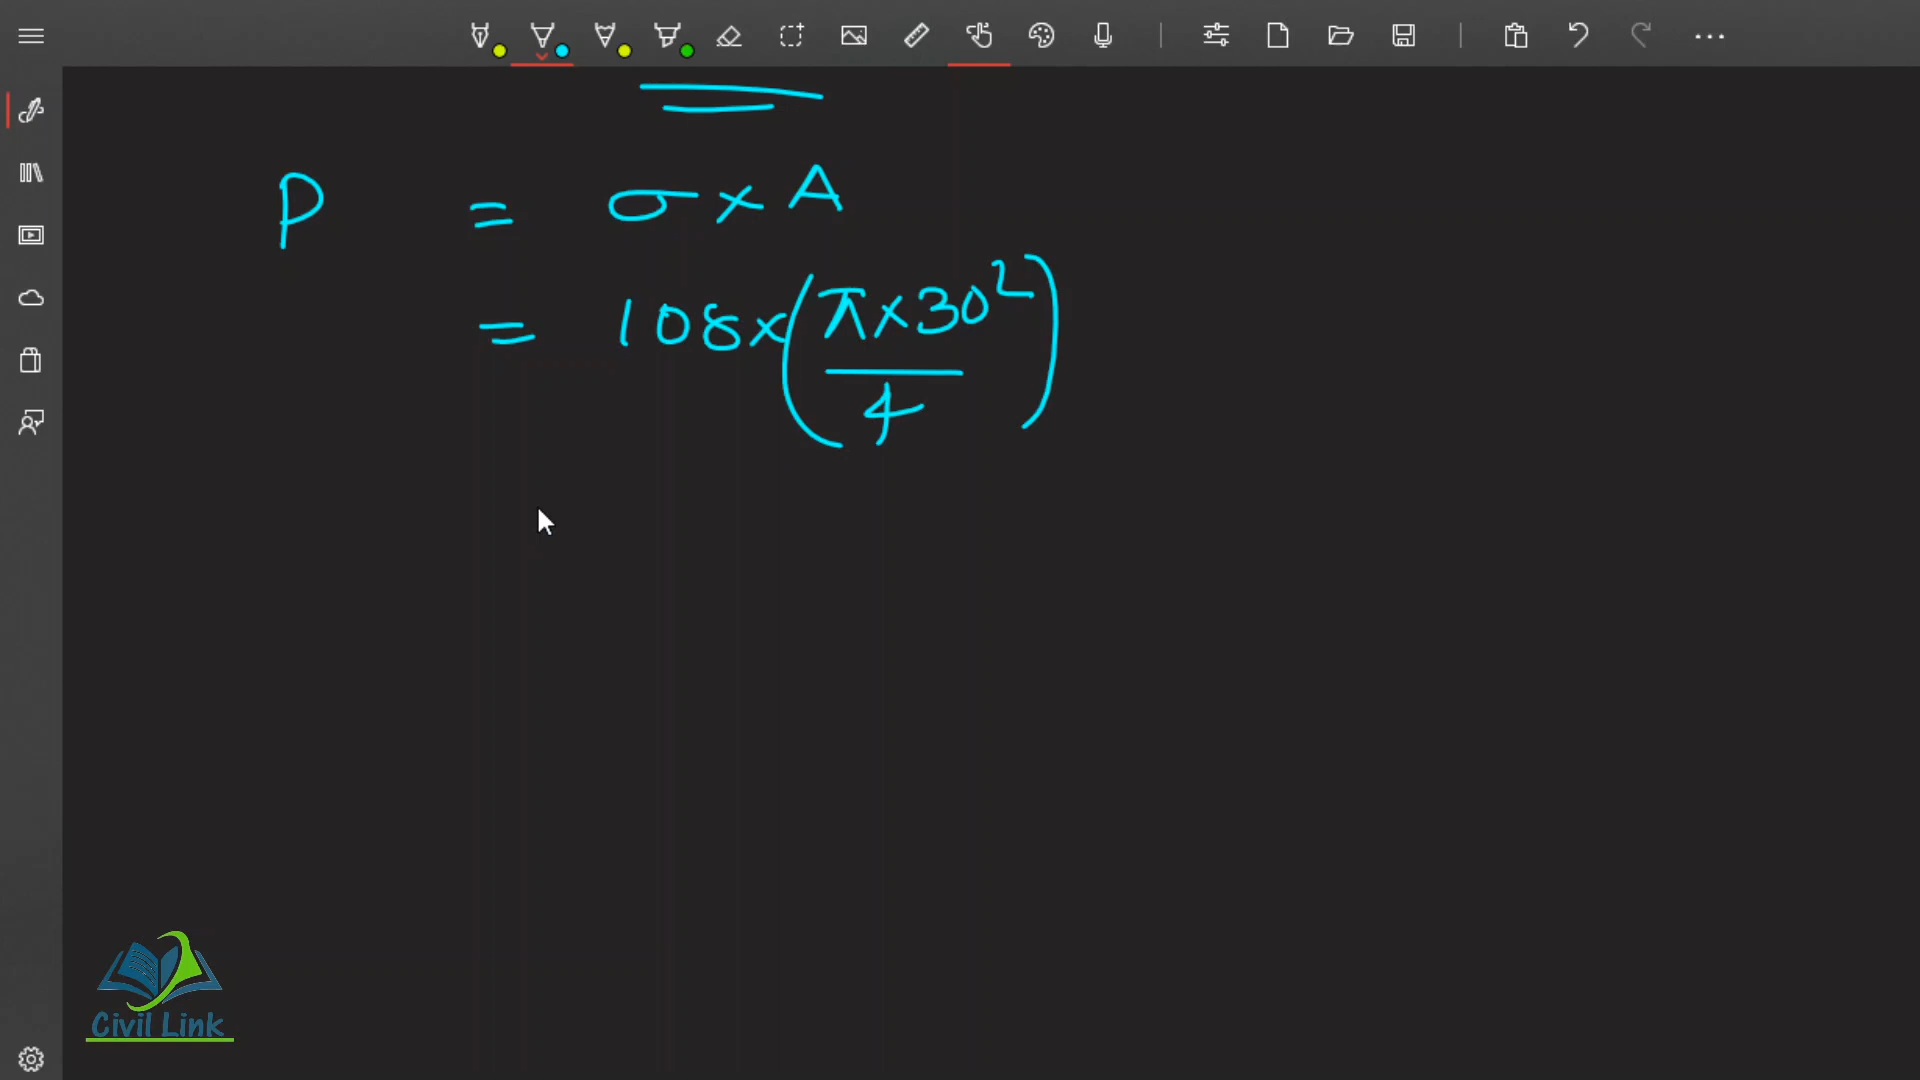 P = σ × A
= 108 × (π × 30² / 4)
Civil Link